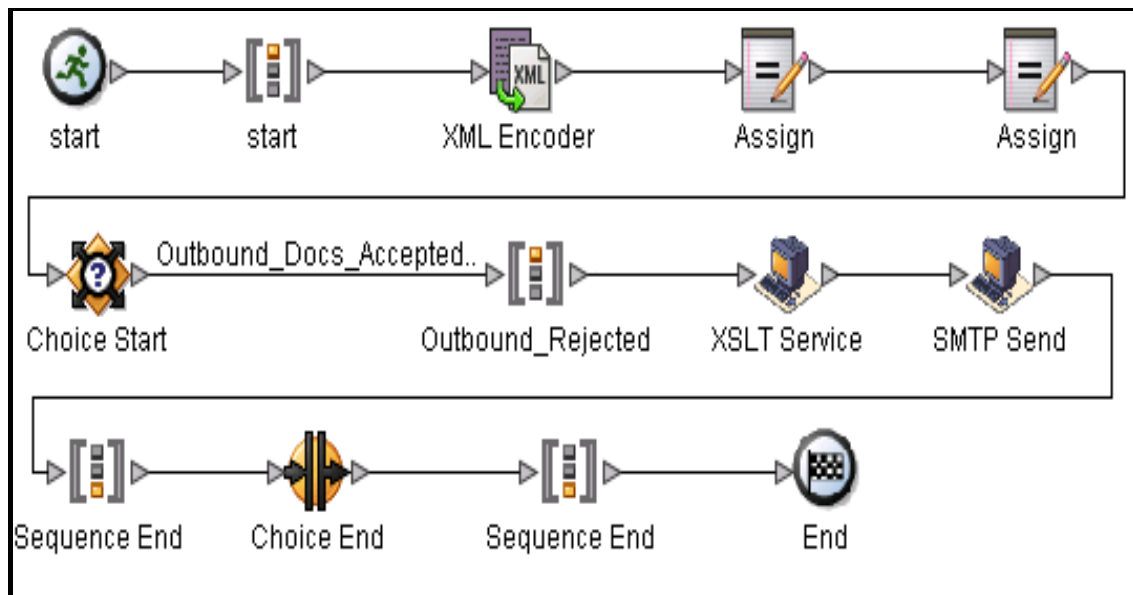 start
start
XML
XML Encoder
Assign
Assign
Outbound_Docs_Accepted..
Choice Start
Outbound_Rejected
XSLT Service
SMTP Send
Sequence End
Choice End
Sequence End
End